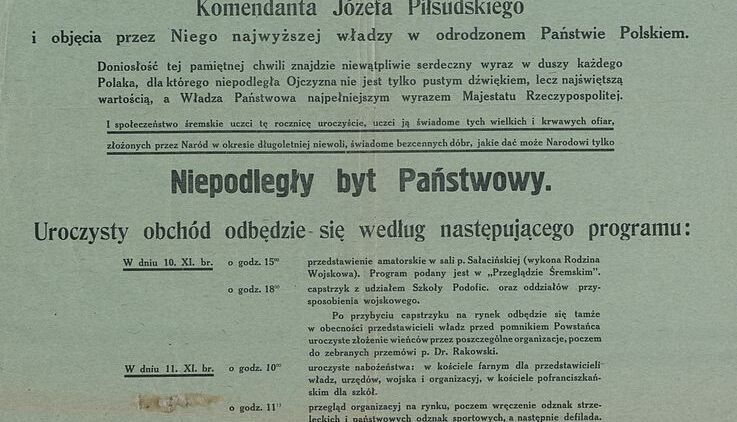 Komendanta Józefa Piłsudskiego
i objęcia przez Niego najwyższej władzy w odrodzonem Państwie Polskiem.
Doniosłość tej pamiętnej chwili znajdzie niewątpliwie serdeczny wyraz w duszy każdego
Polaka, dla którego niepodległa Ojczyzna nie jest tylko pustym dźwiękiem, lecz najświętszą
wartością, a Władza Państwowa najpełniejszym wyrazem Majestatu Rzeczypospolitej.
I społeczeństwo śremskie uczci tę rocznicę uroczyście, uczci ją świadome tych wielkich i krwawych ofiar,
złożonych przez Naród w okresie długoletniej niewoli, świadome bezcennych dóbr, jakie dać może Narodowi tylko
Niepodległy byt Państwowy.
Uroczysty obchód odbędzie się według następującego programu:
W dniu 10. XI. br. o godz. 15⁰⁰ przedstawienie amatorskie w sali p. Sałacińskiej (wykona Rodzina
Wojskowa). Program podany jest w „Przeglądzie Śremskim".
o godz. 18⁰⁰ capstrzyk z udziałem Szkoły Podofic. oraz oddziałów przy-
sposobienia wojskowego.
Po przybyciu capstrzyku na rynek odbędzie się tamże
w obecności przedstawicieli władz przed pomnikiem Powstańca
uroczyste złożenie wieńców przez poszczególne organizacje, poczem
do zebranych przemówi p. Dr. Rakowski.
W dniu 11. XI. br. o godz. 10⁰⁰ uroczyste nabożeństwa: w kościele farnym dla przedstawicieli
władz, urzędów, wojska i organizacyj, w kościele pofranciszkań-
skim dla szkół.
o godz. 11 przegląd organizacyj na rynku, poczem wręczenie odznak strze-
leckich i państwowych odznak sportowych, a następnie defilada.